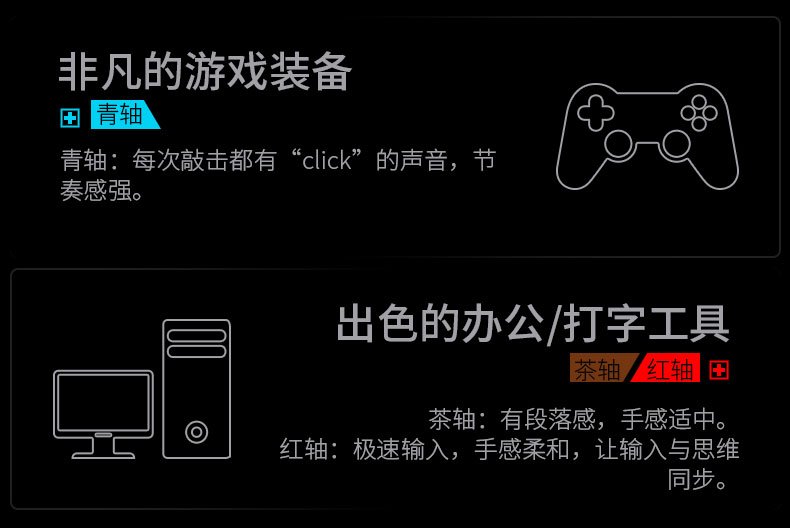 非凡的游戏装备
青轴
青轴：每次敲击都有“click”的声音，节
奏感强。
出色的办公/打字工具
茶轴 红轴
茶轴：有段落感，手感适中。
红轴：极速输入，手感柔和，让输入与思维
同步。